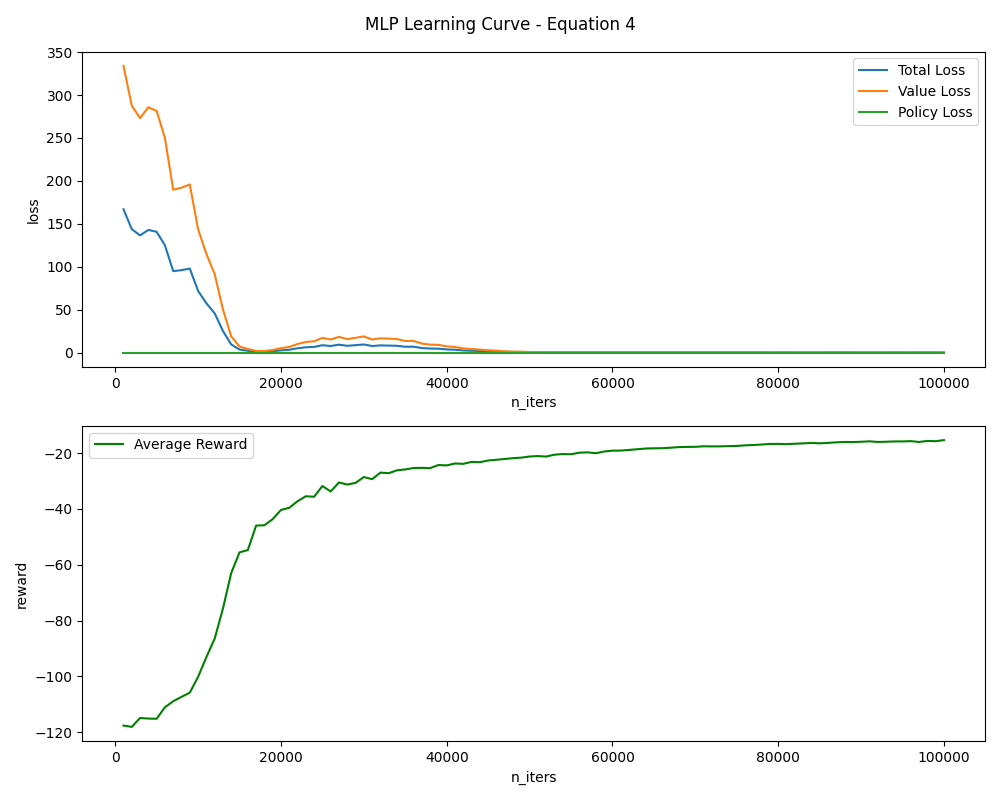 MLP Learning Curve - Equation 4
350
300
250
200
150
100
50
0
loss
Total Loss
Value Loss
Policy Loss
0 20000 40000 60000 80000 100000
n_iters
−20
−40
−60
−80
−100
−120
reward
Average Reward
0 20000 40000 60000 80000 100000
n_iters